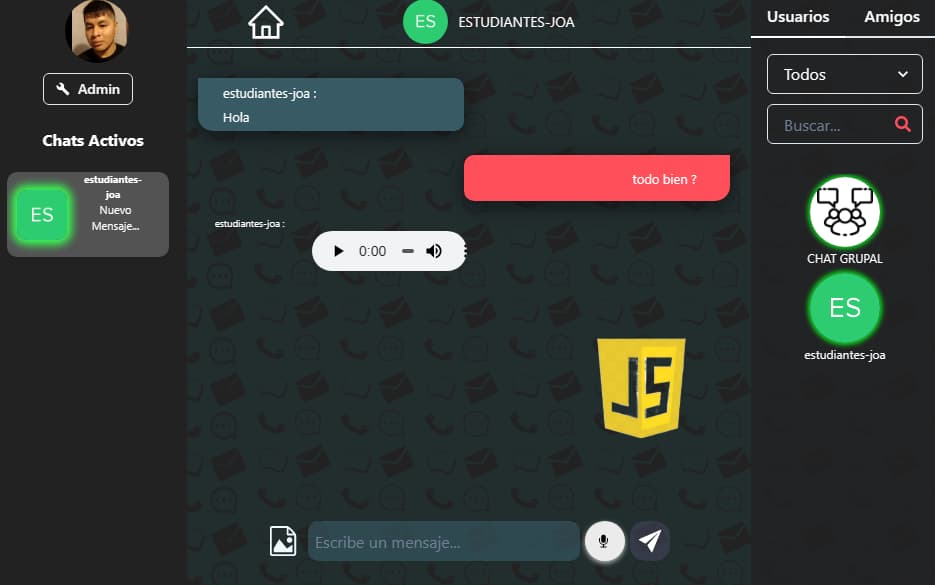 Admin
Chats Activos
ES
estudiantes-
joa
Nuevo
Mensaje...
ES ESTUDIANTES-JOA
estudiantes-joa :
Hola
todo bien ?
estudiantes-joa :
0:00
JS
Escribe un mensaje...
Usuarios Amigos
Todos
Buscar...
CHAT GRUPAL
ES
estudiantes-joa